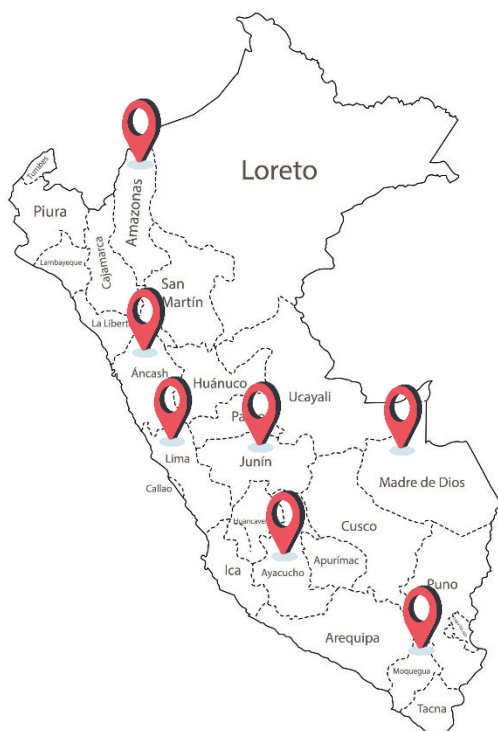 Loreto
Tumbes
Piura
Amazonas
Lambayeque
Cajamarca
San
Martín
La Libert
Áncash
Huánuco
Ucayali
Pa
Lima
Junín
Madre de Dios
Callao
Huancave
Cusco
Ica
Ayacucho
Apurímac
Puno
Arequipa
Moquegua
Tacna